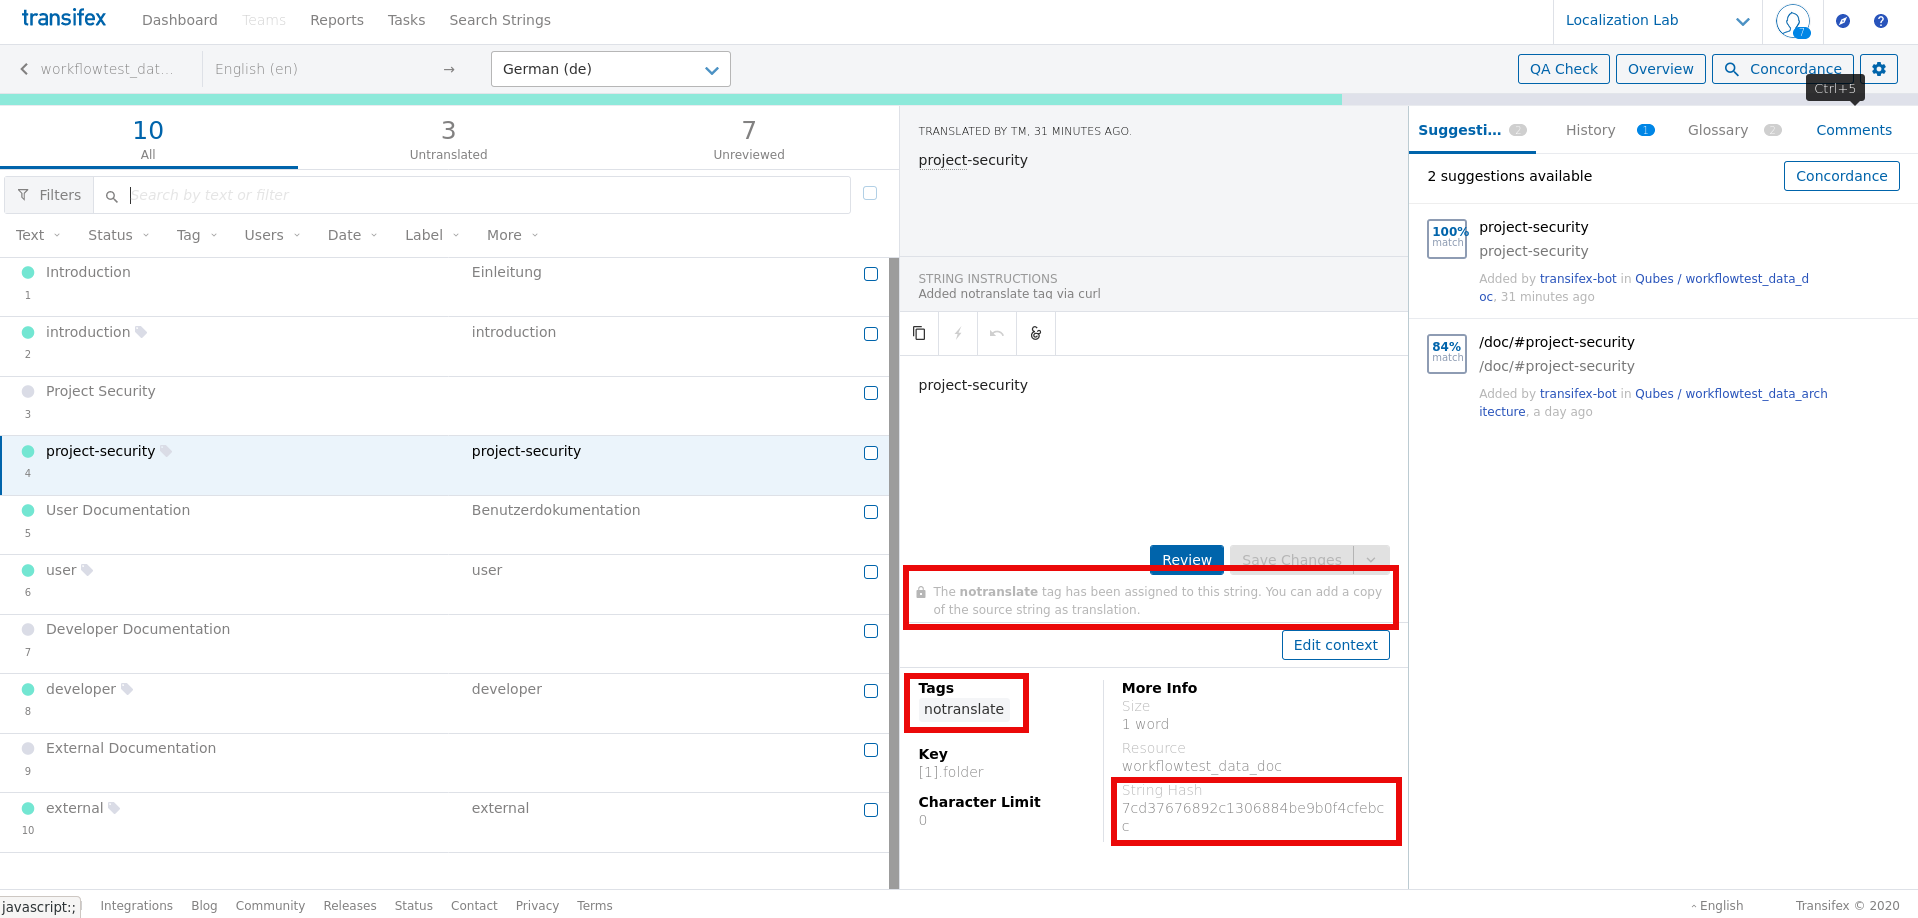 transifex
Dashboard
Teams
Reports
Tasks
Search Strings
Localization Lab
7
workflowtest_dat...
English (en)
→
German (de)
QA Check
Overview
Concordance
Ctrl+5
10
All
3
Untranslated
7
Unreviewed
Filters
Search by text or filter
Text
Status
Tag
Users
Date
Label
More
Introduction
Einleitung
1
introduction
introduction
2
Project Security
3
project-security
project-security
4
User Documentation
Benutzerdokumentation
5
user
user
6
Developer Documentation
7
developer
developer
8
External Documentation
9
external
external
10
TRANSLATED BY TM, 31 MINUTES AGO.
project-security
STRING INSTRUCTIONS
Added notranslate tag via curl
project-security
Review
Save Changes
The notranslate tag has been assigned to this string. You can add a copy
of the source string as translation.
Edit context
Tags
notranslate
Key
[1].folder
Character Limit
0
More Info
Size
1 word
Resource
workflowtest_data_doc
String Hash
7cd37676892c1306884be9b0f4cfebc
c
Suggesti... 2
History 1
Glossary 2
Comments
2 suggestions available
Concordance
100%
match
project-security
project-security
Added by transifex-bot in Qubes / workflowtest_data_d
oc, 31 minutes ago
84%
match
/doc/#project-security
/doc/#project-security
Added by transifex-bot in Qubes / workflowtest_data_arch
itecture, a day ago
javascript:;
Integrations
Blog
Community
Releases
Status
Contact
Privacy
Terms
English
Transifex © 2020